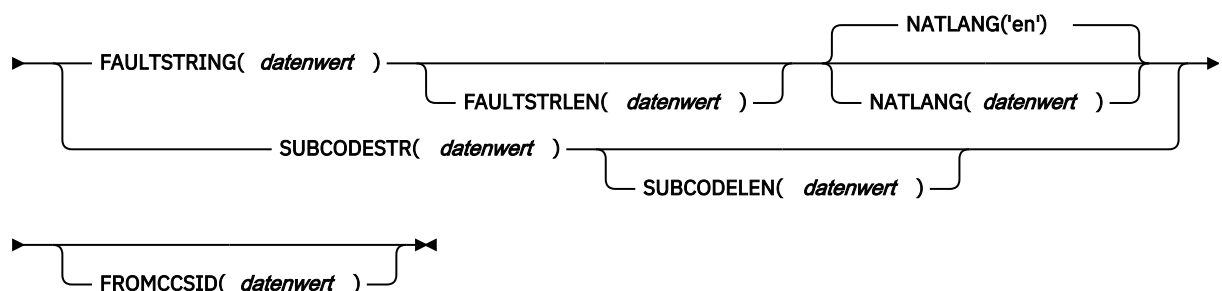 NATLANG('en')
FAULTSTRING( datenwert )
FAULTSTRLEN( datenwert )
NATLANG( datenwert )
SUBCODESTR( datenwert )
SUBCODELEN( datenwert )
FROMCCSID( datenwert )